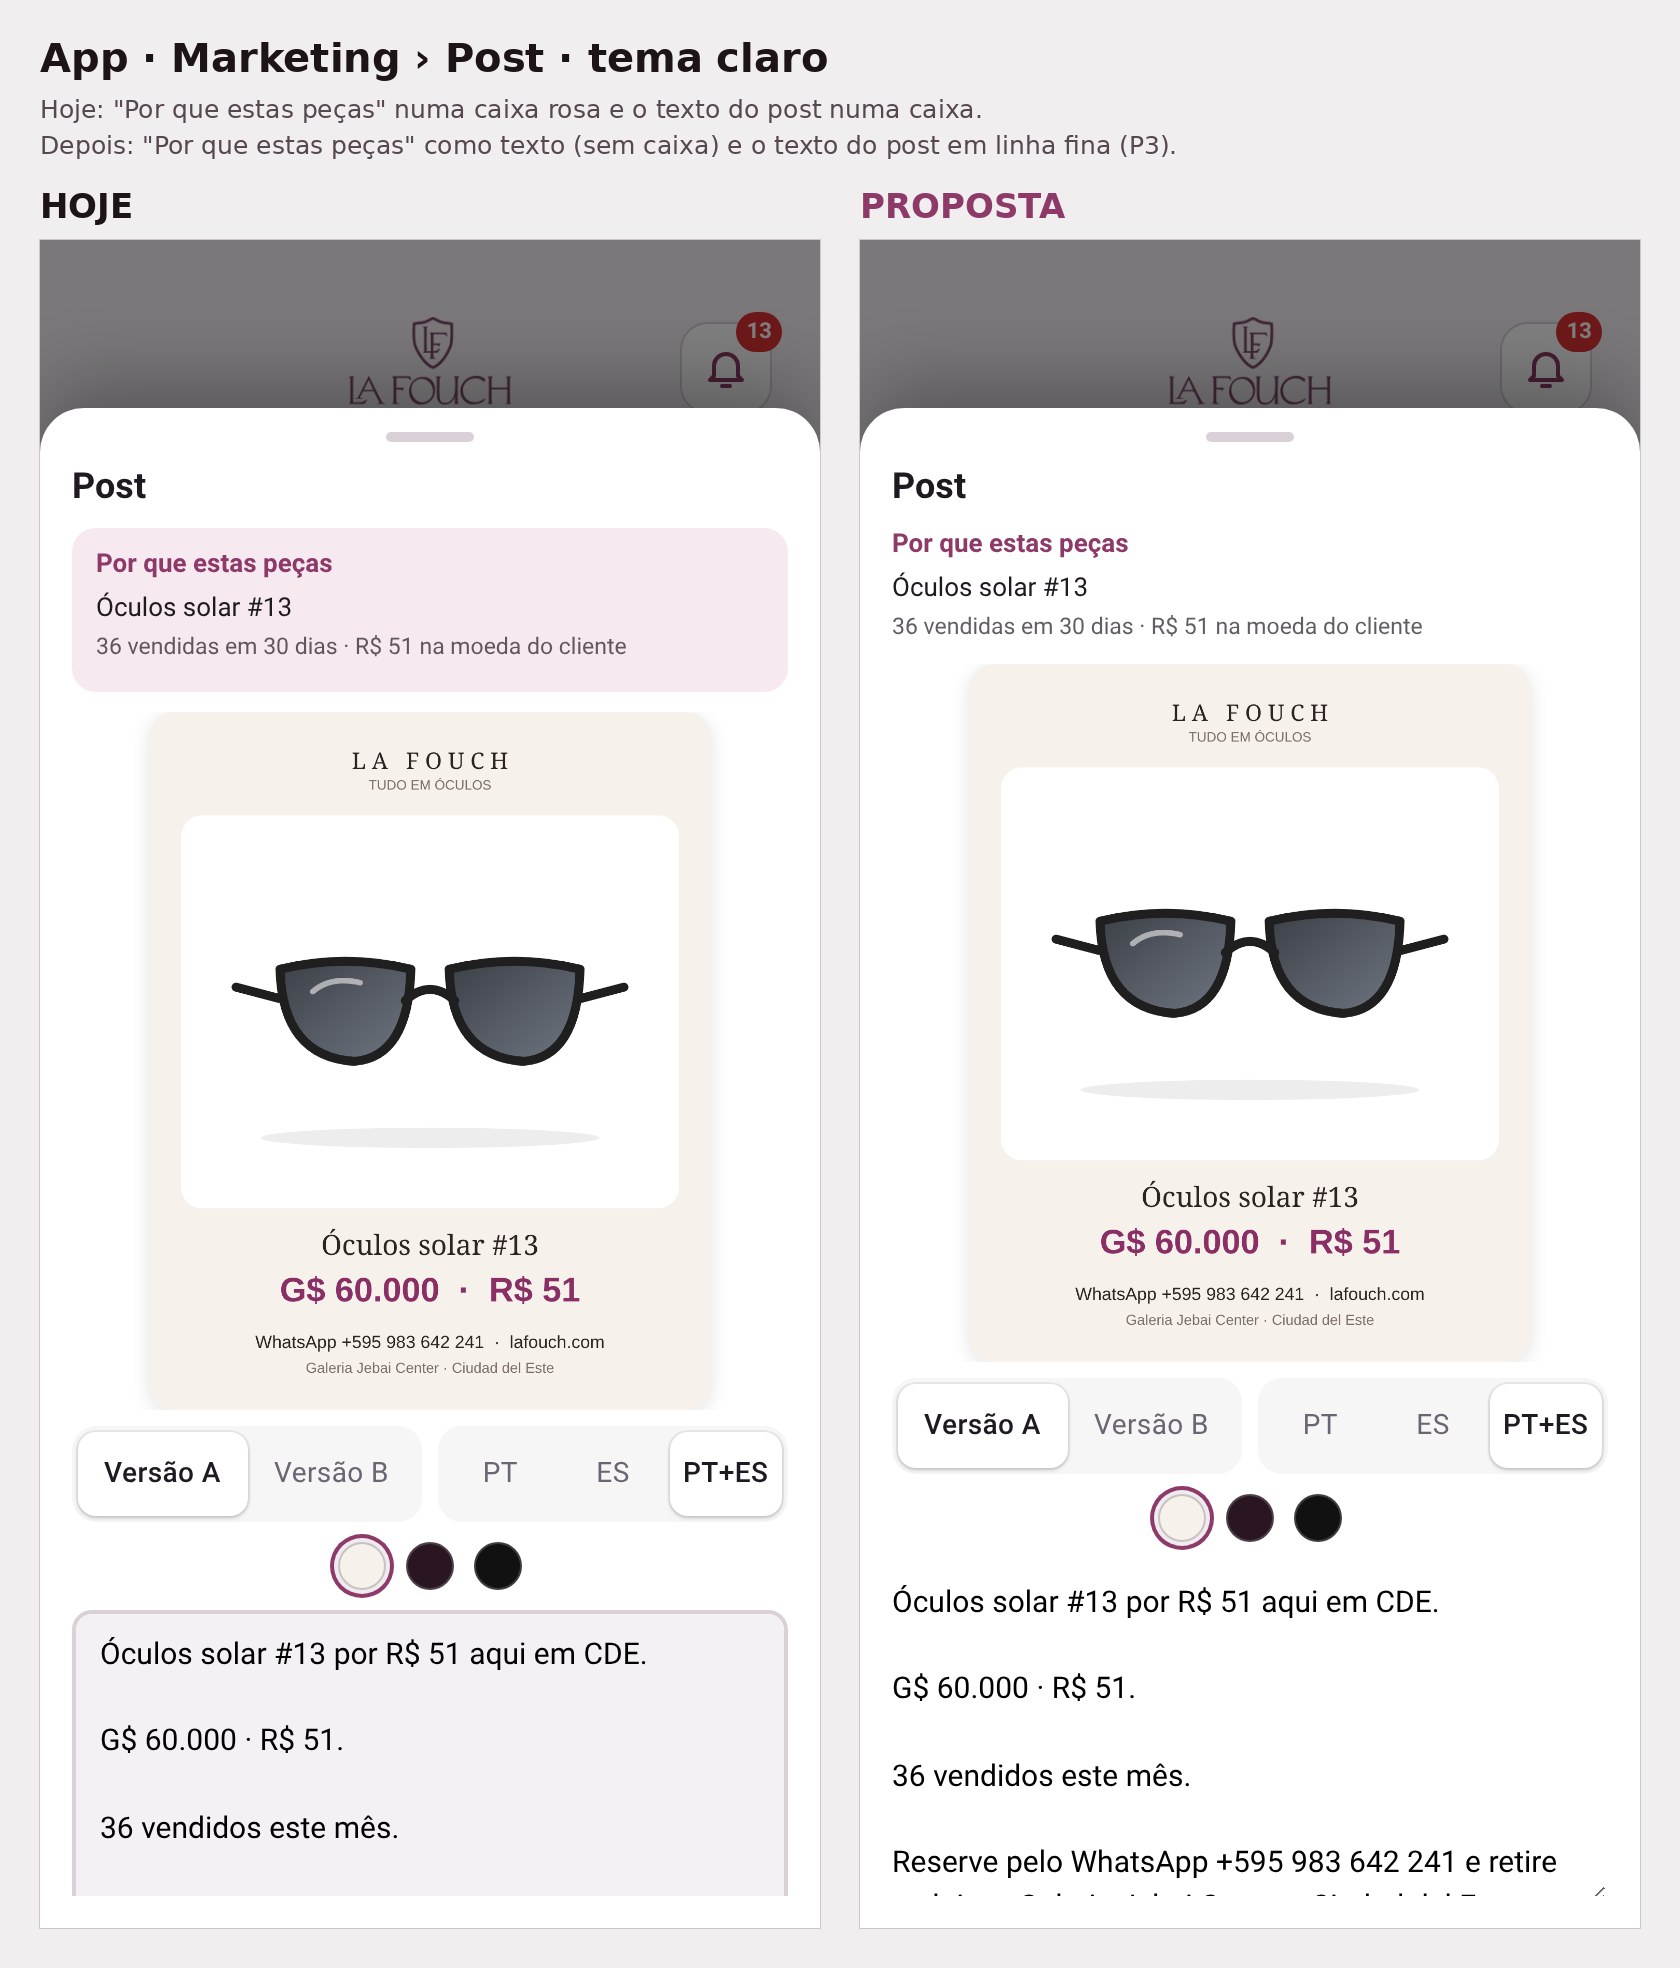 App · Marketing › Post · tema claro
Hoje: "Por que estas peças" numa caixa rosa e o texto do post numa caixa.
Depois: "Por que estas peças" como texto (sem caixa) e o texto do post em linha fina (P3).
HOJE
13
LF
LA FOUCH
Post
Por que estas peças
Óculos solar #13
36 vendidas em 30 dias · R$ 51 na moeda do cliente
LA FOUCH
TUDO EM ÓCULOS
Óculos solar #13
G$ 60.000 · R$ 51
WhatsApp +595 983 642 241 · lafouch.com
Galeria Jebai Center · Ciudad del Este
Versão A Versão B PT ES PT+ES
Óculos solar #13 por R$ 51 aqui em CDE.
G$ 60.000 · R$ 51.
36 vendidos este mês.
PROPOSTA
13
LF
LA FOUCH
Post
Por que estas peças
Óculos solar #13
36 vendidas em 30 dias · R$ 51 na moeda do cliente
LA FOUCH
TUDO EM ÓCULOS
Óculos solar #13
G$ 60.000 · R$ 51
WhatsApp +595 983 642 241 · lafouch.com
Galeria Jebai Center · Ciudad del Este
Versão A Versão B PT ES PT+ES
Óculos solar #13 por R$ 51 aqui em CDE.
G$ 60.000 · R$ 51.
36 vendidos este mês.
Reserve pelo WhatsApp +595 983 642 241 e retire